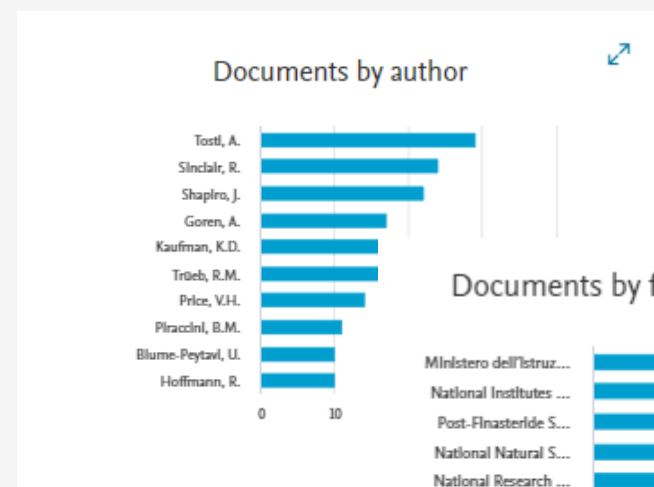 Documents by author
Tosti, A.
Sinclair, R.
Shapiro, J.
Goren, A.
Kaufman, K.D.
Trüeb, R.M.
Price, V.H.
Piraccini, B.M.
Blume-Peytavi, U.
Hoffmann, R.
0 10
Documents by f
Ministero dell'Istruz....
National Institutes ...
Post-Finasteride S....
National Natural S....
National Research ...